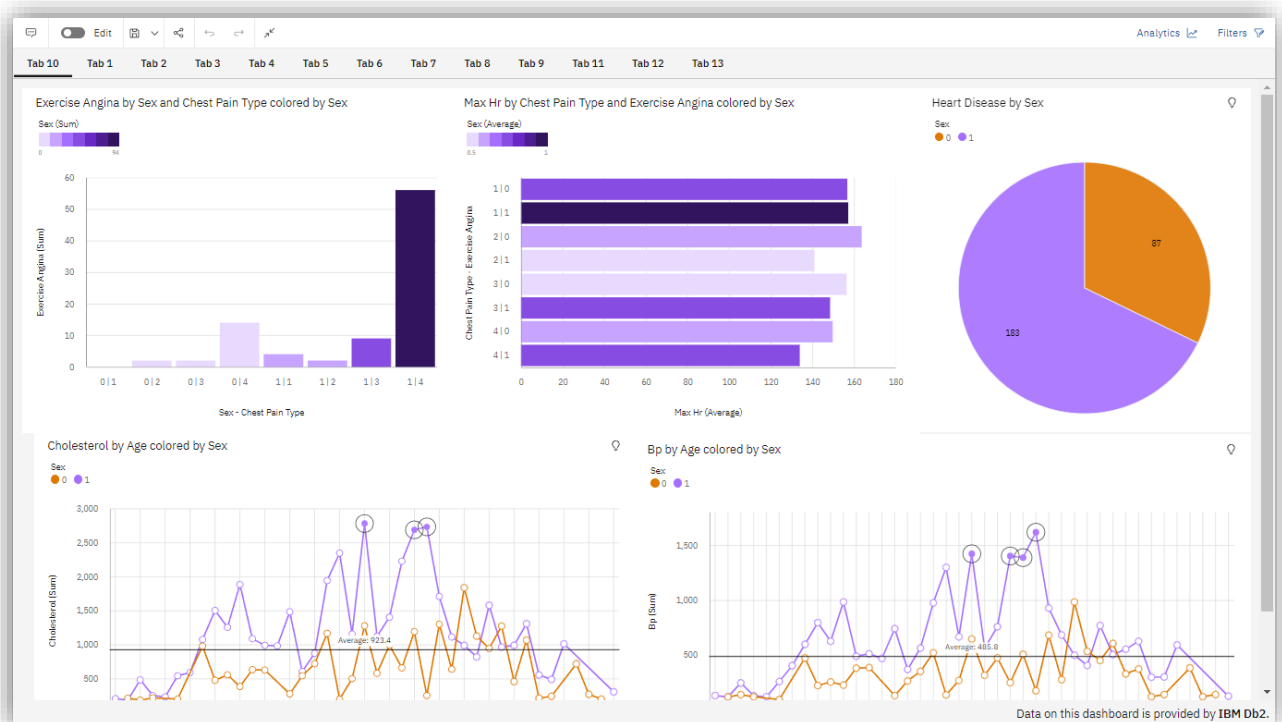 Edit
Analytics
Filters
Tab 10 Tab 1 Tab 2 Tab 3 Tab 4 Tab 5 Tab 6 Tab 7 Tab 8 Tab 9 Tab 11 Tab 12 Tab 13
Exercise Angina by Sex and Chest Pain Type colored by Sex
Sex (Sum)
0 94
Exercise Angina (Sum)
60
50
40
30
20
10
0
0|1 0|2 0|3 0|4 1|1 1|2 1|3 1|4
Sex - Chest Pain Type
Max Hr by Chest Pain Type and Exercise Angina colored by Sex
Sex (Average)
0.5 1
Chest Pain Type - Exercise Angina
1|0
1|1
2|0
2|1
3|0
3|1
4|0
4|1
0 20 40 60 80 100 120 140 160 180
Max Hr (Average)
Heart Disease by Sex
Sex
0 1
87
183
Cholesterol by Age colored by Sex
Sex
0 1
Cholesterol (Sum)
3,000
2,500
2,000
1,500
1,000
500
Average: 923.4
Bp by Age colored by Sex
Sex
0 1
Bp (Sum)
1,500
1,000
500
Average: 485.8
Data on this dashboard is provided by IBM Db2.